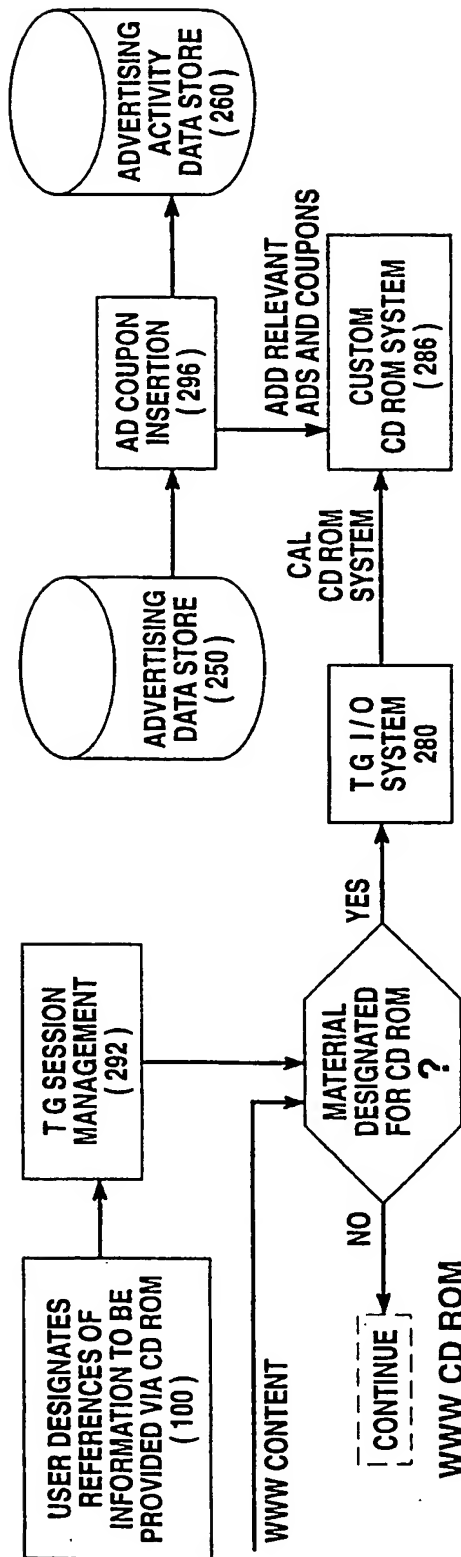 USER DESIGNATES
REFERENCES OF
INFORMATION TO BE
PROVIDED VIA CD ROM
(100)
T G SESSION
MANAGEMENT
(292)
WWW CONTENT
MATERIAL
DESIGNATED
FOR CD ROM
?
NO
CONTINUE
YES
T G I/O
SYSTEM
280
CAL
CD ROM
SYSTEM
ADVERTISING
DATA STORE
(250)
AD COUPON
INSERTION
(296)
ADVERTISING
ACTIVITY
DATA STORE
(260)
ADD RELEVANT
ADS AND COUPONS
CUSTOM
CD ROM SYSTEM
(286)
WWW CD ROM